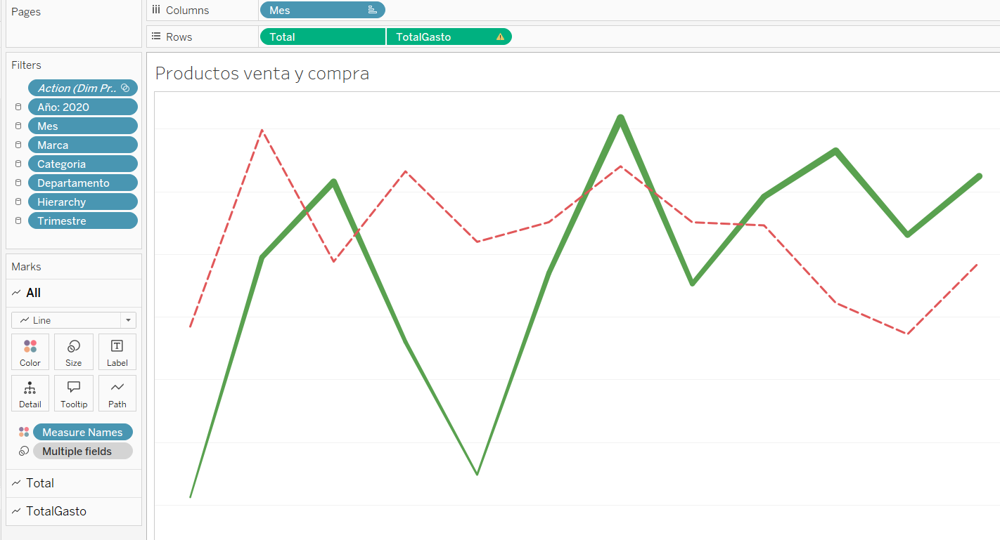 Pages
Columns
Mes
Rows
Total
TotalGasto
Filters
Action (Dim Pr..
Año: 2020
Mes
Marca
Categoria
Departamento
Hierarchy
Trimestre
Marks
All
Line
Color Size Label
T
Detail Tooltip Path
Measure Names
Multiple fields
Total
TotalGasto
Productos venta y compra